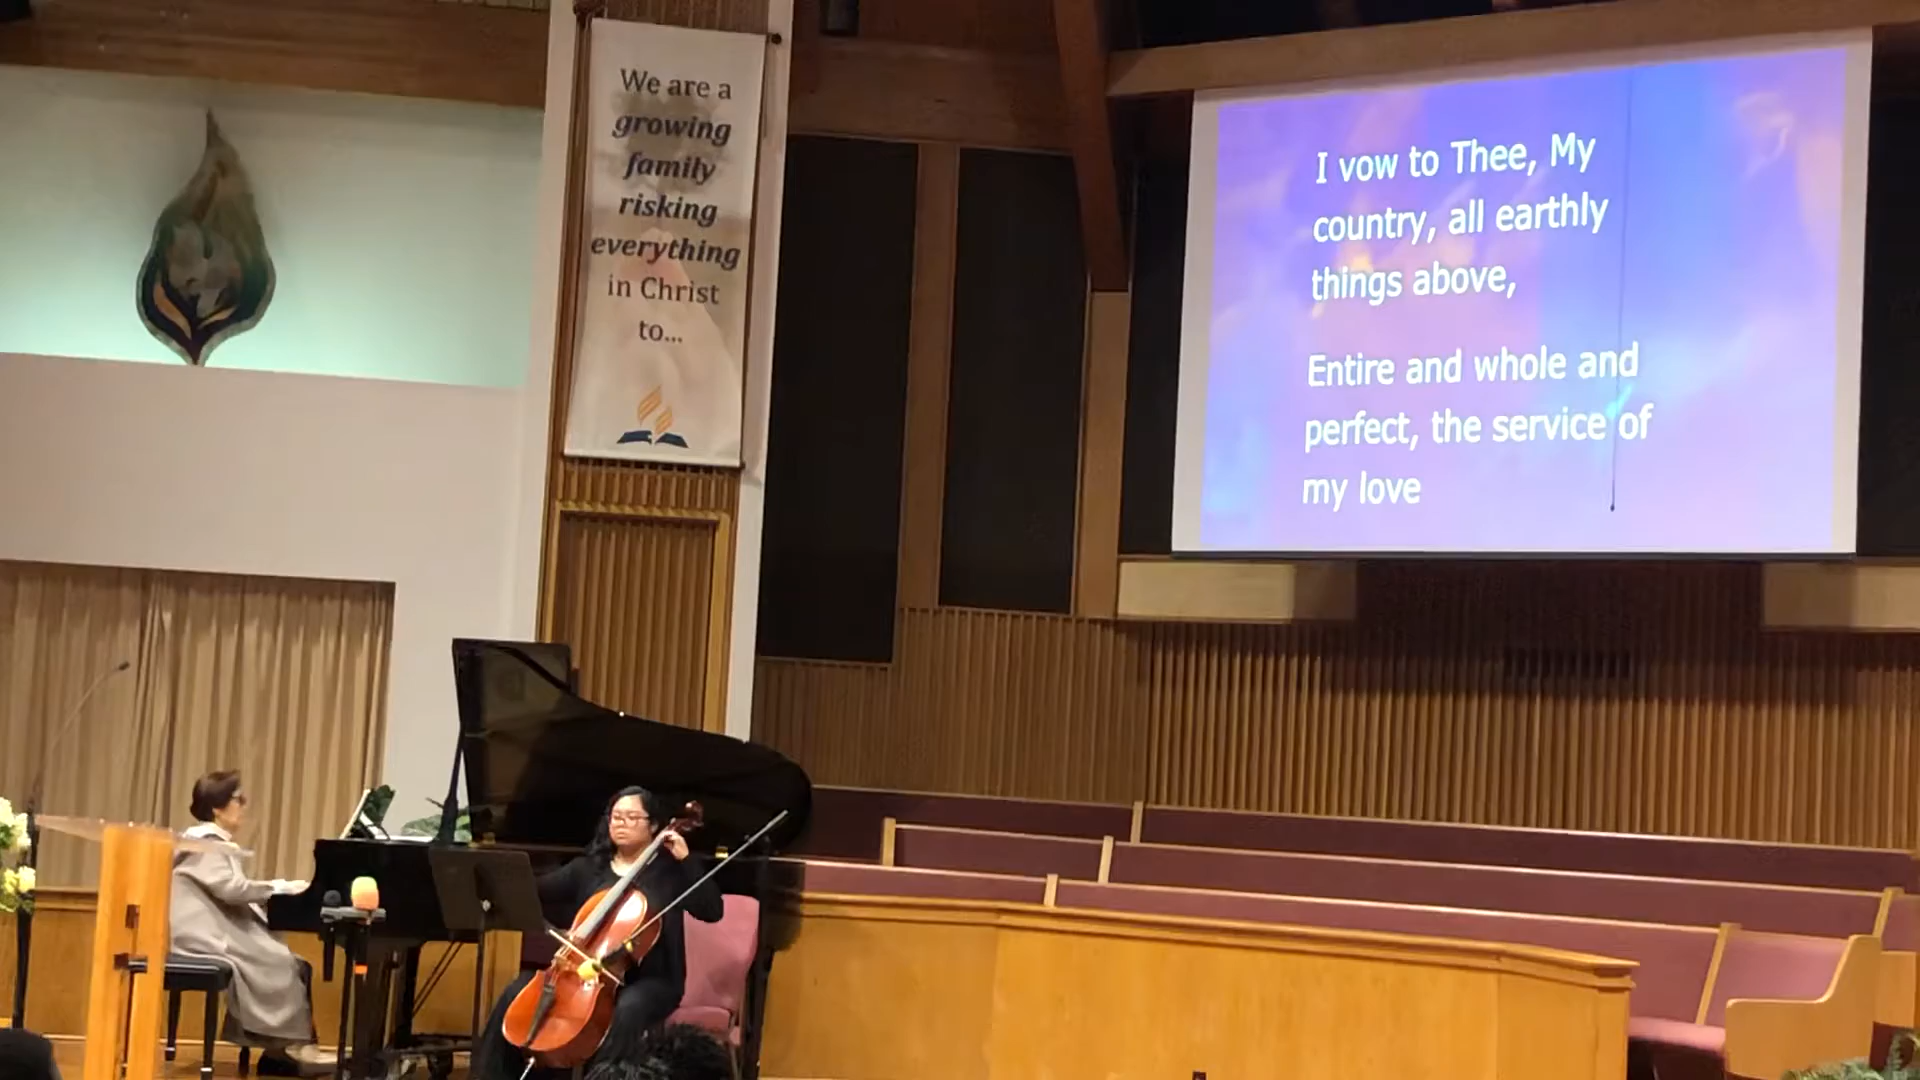 We are a
growing
family
risking
everything
in Christ
to...
I vow to Thee, My
country, all earthly
things above,
Entire and whole and
perfect, the service of
my love